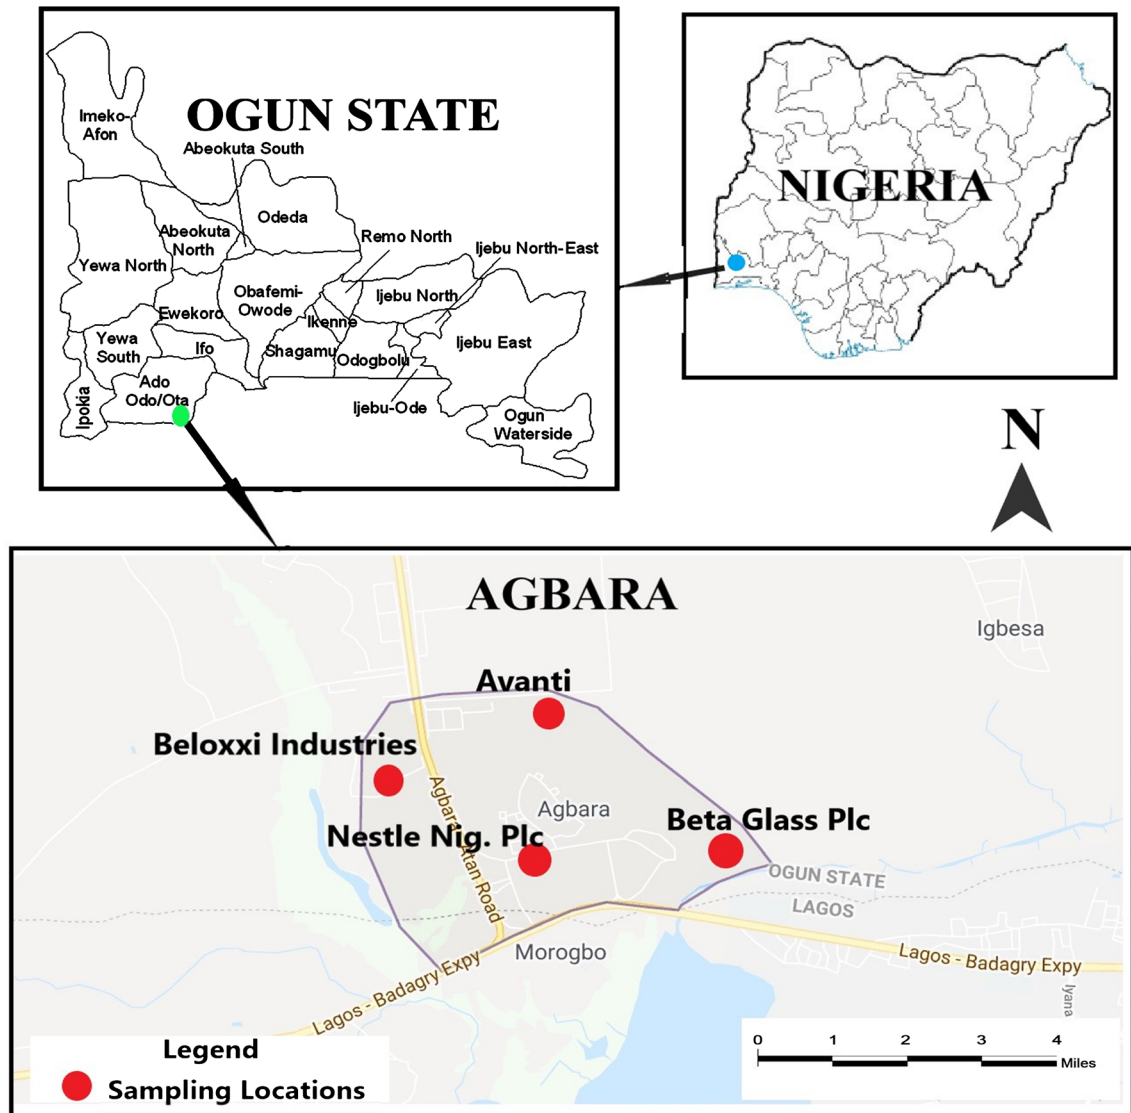 OGUN STATE
Imeko-
Afon
Abeokuta South
Odeda
Abeokuta
North
Remo North
Ijebu North-East
Yewa North
Obafemi-
Owode
Ijebu North
Ewekoro
Ikenne
Yewa
South
Ifo
Shagamu
Odogbolu
Ijebu East
Ado
Odo/Ota
Ipokia
Ijebu-Ode
Ogun
Waterside
NIGERIA
N
AGBARA
Igbesa
Avanti
Beloxxi Industries
Agbara
Nestle Nig. Plc
Beta Glass Plc
Agbara - Atan Road
OGUN STATE
LAGOS
Morogbo
Lagos - Badagry Expy
Lagos - Badagry Expy
Iyana
Legend
Sampling Locations
0 1 2 3 4
Miles